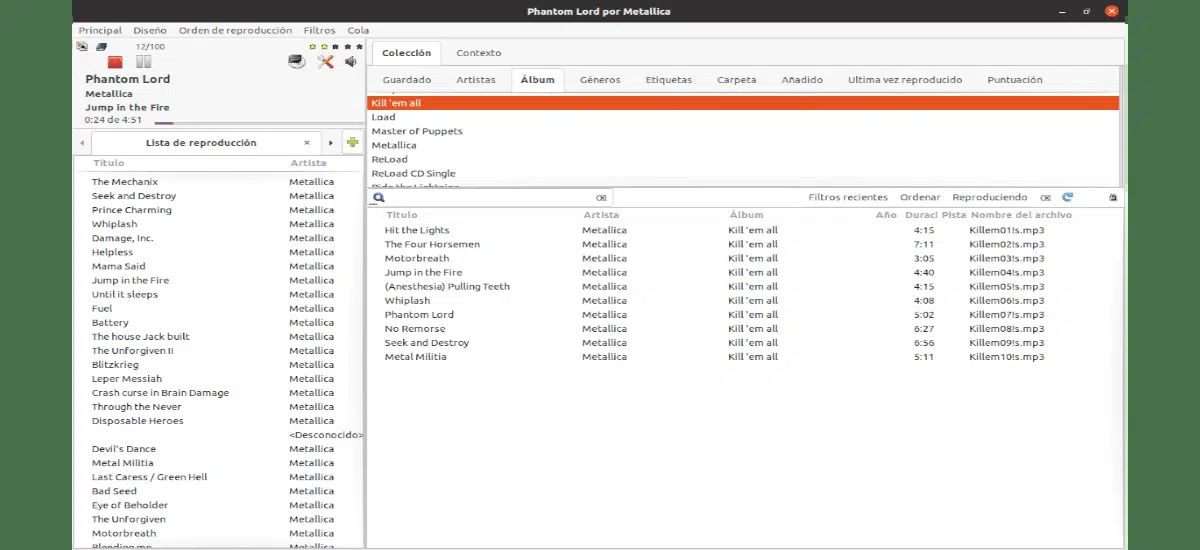 Phantom Lord por Metallica
Principal Diseño Orden de reproducción Filtros Cola
12/100
Phantom Lord
Metallica
Jump in the Fire
0:24 de 4:51
Lista de reproducción
Título Artista
The Mechanix Metallica
Seek and Destroy Metallica
Prince Charming Metallica
Whiplash Metallica
Damage, Inc. Metallica
Helpless Metallica
Mama Said Metallica
Jump in the Fire Metallica
Until it sleeps Metallica
Fuel Metallica
Battery Metallica
The house Jack built Metallica
The Unforgiven II Metallica
Blitzkrieg Metallica
Leper Messiah Metallica
Crash curse in Brain Damage Metallica
Through the Never Metallica
Disposable Heroes Metallica
<Desconocido>
Devil's Dance Metallica
Metal Militia Metallica
Last Caress / Green Hell Metallica
Bad Seed Metallica
Eye of Beholder Metallica
The Unforgiven Metallica
Motorbreath Metallica
Bleeding me Metallica
Colección Contexto
Guardado Artistas Álbum Géneros Etiquetas Carpeta Añadido Ultima vez reproducido Puntuación
Kill 'em all
Load
Master of Puppets
Metallica
ReLoad
ReLoad CD Single
Ride the Lightning
Filtros recientes Ordenar Reproduciendo
Título Artista Álbum Año Duraci Pista Nombre del archivo
Hit the Lights Metallica Kill 'em all 4:15 Killem01!s.mp3
The Four Horsemen Metallica Kill 'em all 7:11 Killem02!s.mp3
Motorbreath Metallica Kill 'em all 3:05 Killem03!s.mp3
Jump in the Fire Metallica Kill 'em all 4:40 Killem04!s.mp3
(Anesthesia) Pulling Teeth Metallica Kill 'em all 4:15 Killem05!s.mp3
Whiplash Metallica Kill 'em all 4:08 Killem06!s.mp3
Phantom Lord Metallica Kill 'em all 5:02 Killem07!s.mp3
No Remorse Metallica Kill 'em all 6:27 Killem08!s.mp3
Seek and Destroy Metallica Kill 'em all 6:56 Killem09!s.mp3
Metal Militia Metallica Kill 'em all 5:11 Killem10!s.mp3